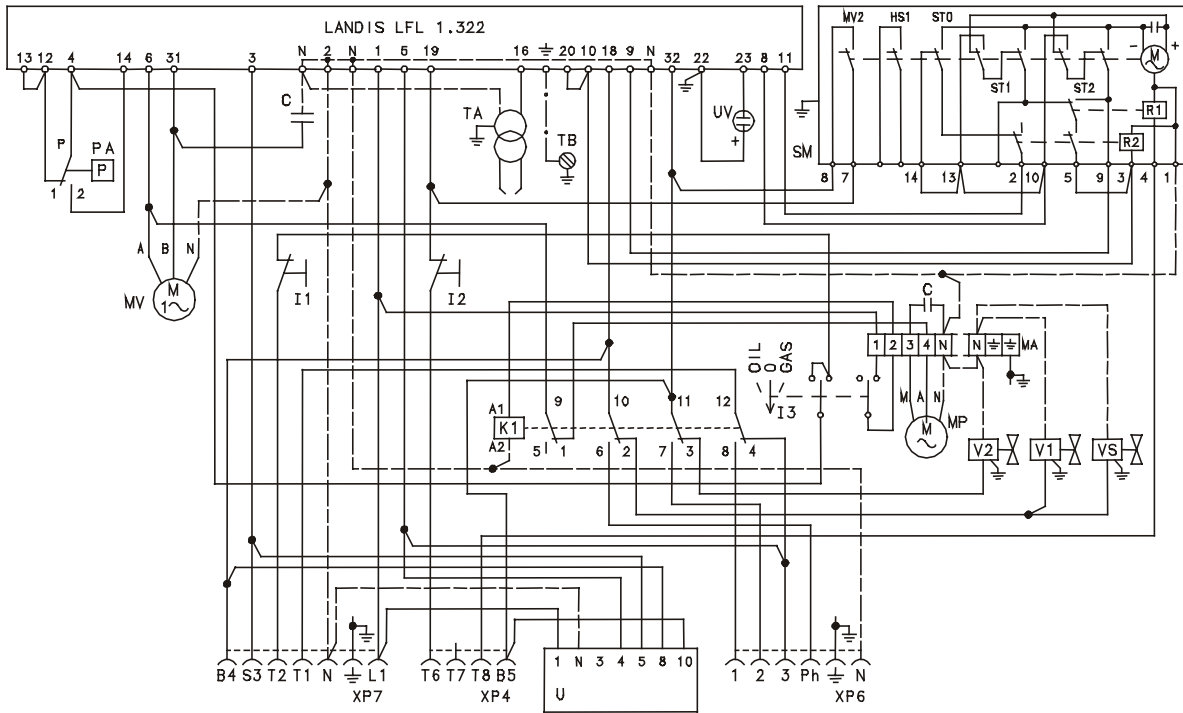 LANDIS LFL 1.322
13 12 4 14 6 31 3 N 2 N 1 5 19 16 20 10 18 9 N 32 22 23 8 11
MV2 HS1 ST0
- M +
ST1 ST2
R1
R2
C
TA
TB
UV
+
SM
8 7 14 13 2 10 5 9 3 4 1
P PA
P
1 2
A B N
MV
M
1
I1
I2
C
1 2 3 4 N N MA
OIL
0
GAS
I3
M A N
M
MP
A1
K1
A2
9 10 11 12
5 1 6 2 7 3 8 4
V2 V1 VS
1 N 3 4 5 8 10
U
B4 S3 T2 T1 N L1 T6 T7 T8 B5 1 2 3 Ph N
XP7 XP4 XP6